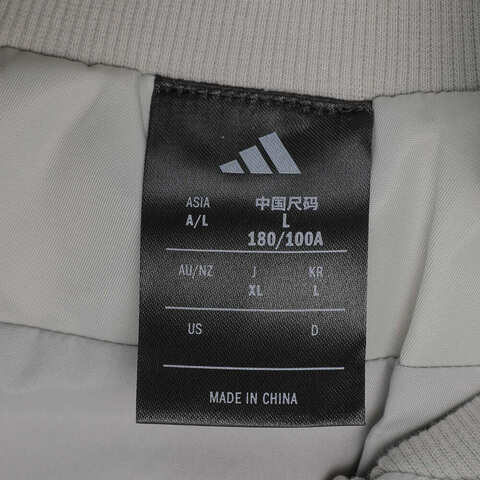 ASIA 中国尺码
A/L L
180/100A
AU/NZ J KR
XL L
US D
MADE IN CHINA